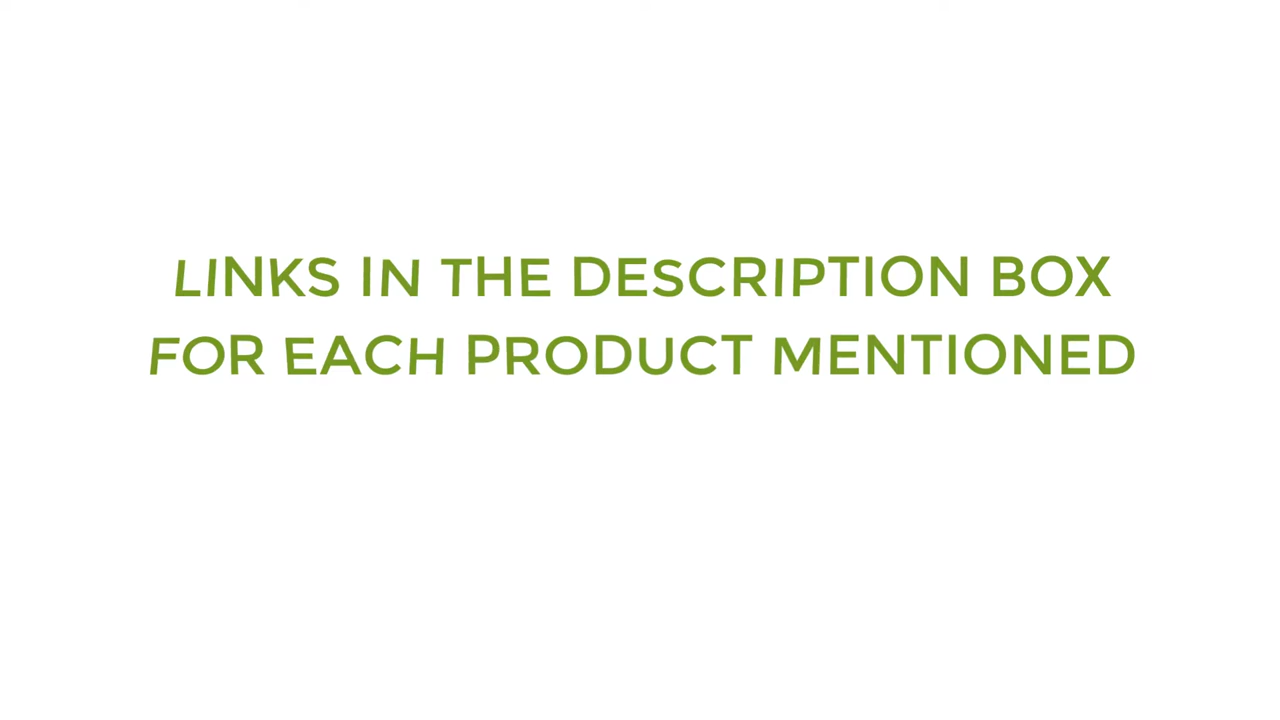 LINKS IN THE DESCRIPTION BOX
FOR EACH PRODUCT MENTIONED